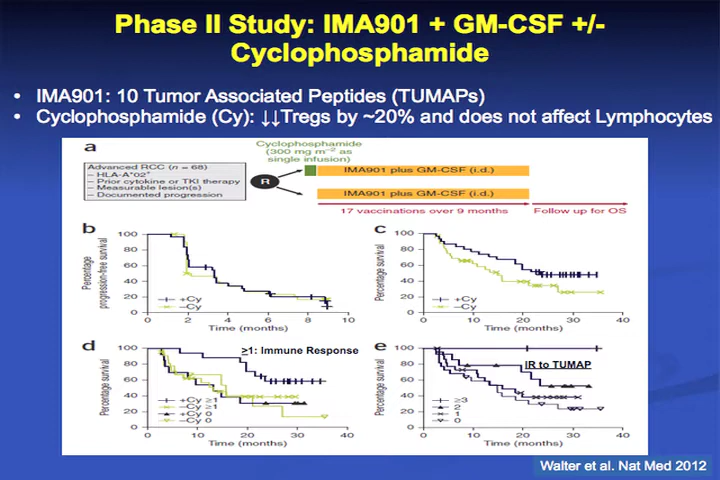 Phase II Study: IMA901 + GM-CSF +/-
Cyclophosphamide
• IMA901: 10 Tumor Associated Peptides (TUMAPs)
• Cyclophosphamide (Cy): ↓↓Tregs by ~20% and does not affect Lymphocytes
a
Cyclophosphamide
(300 mg m⁻² as
single infusion)
Advanced RCC (n = 68)
– HLA-A*02⁺
– Prior cytokine or TKI therapy
– Measurable lesion(s)
– Documented progression
R
IMA901 plus GM-CSF (i.d.)
IMA901 plus GM-CSF (i.d.)
17 vaccinations over 9 months
Follow up for OS
b
Percentage
progression-free survival
100
80
60
40
20
0
+Cy
–Cy
0 2 4 6 8 10
Time (months)
c
Percentage survival
100
80
60
40
20
0
+Cy
–Cy
0 10 20 30 40
Time (months)
d
≥1: Immune Response
Percentage survival
100
80
60
40
20
0
+Cy ≥1
–Cy ≥1
+Cy 0
–Cy 0
0 10 20 30 40
Time (months)
e
IR to TUMAP
Percentage survival
100
80
60
40
20
0
≥3
2
1
0
0 10 20 30 40
Time (months)
Walter et al. Nat Med 2012